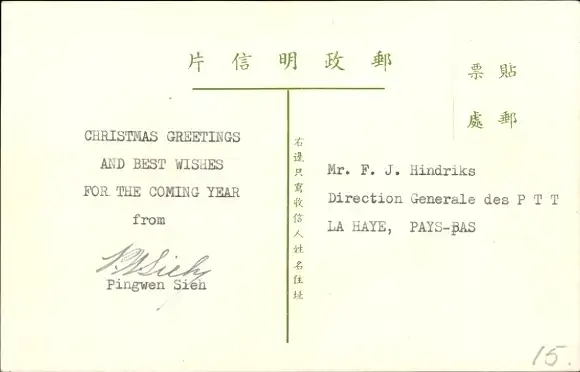 片信明政郵
貼
票
郵
處
CHRISTMAS GREETINGS
AND BEST WISHES
FOR THE COMING YEAR
from
P.W. Sieh
Pingwen Sieh
右邊只寫收信人姓名住址
Mr. F. J. Hindriks
Direction Generale des P T T
LA HAYE, PAYS-BAS
15.